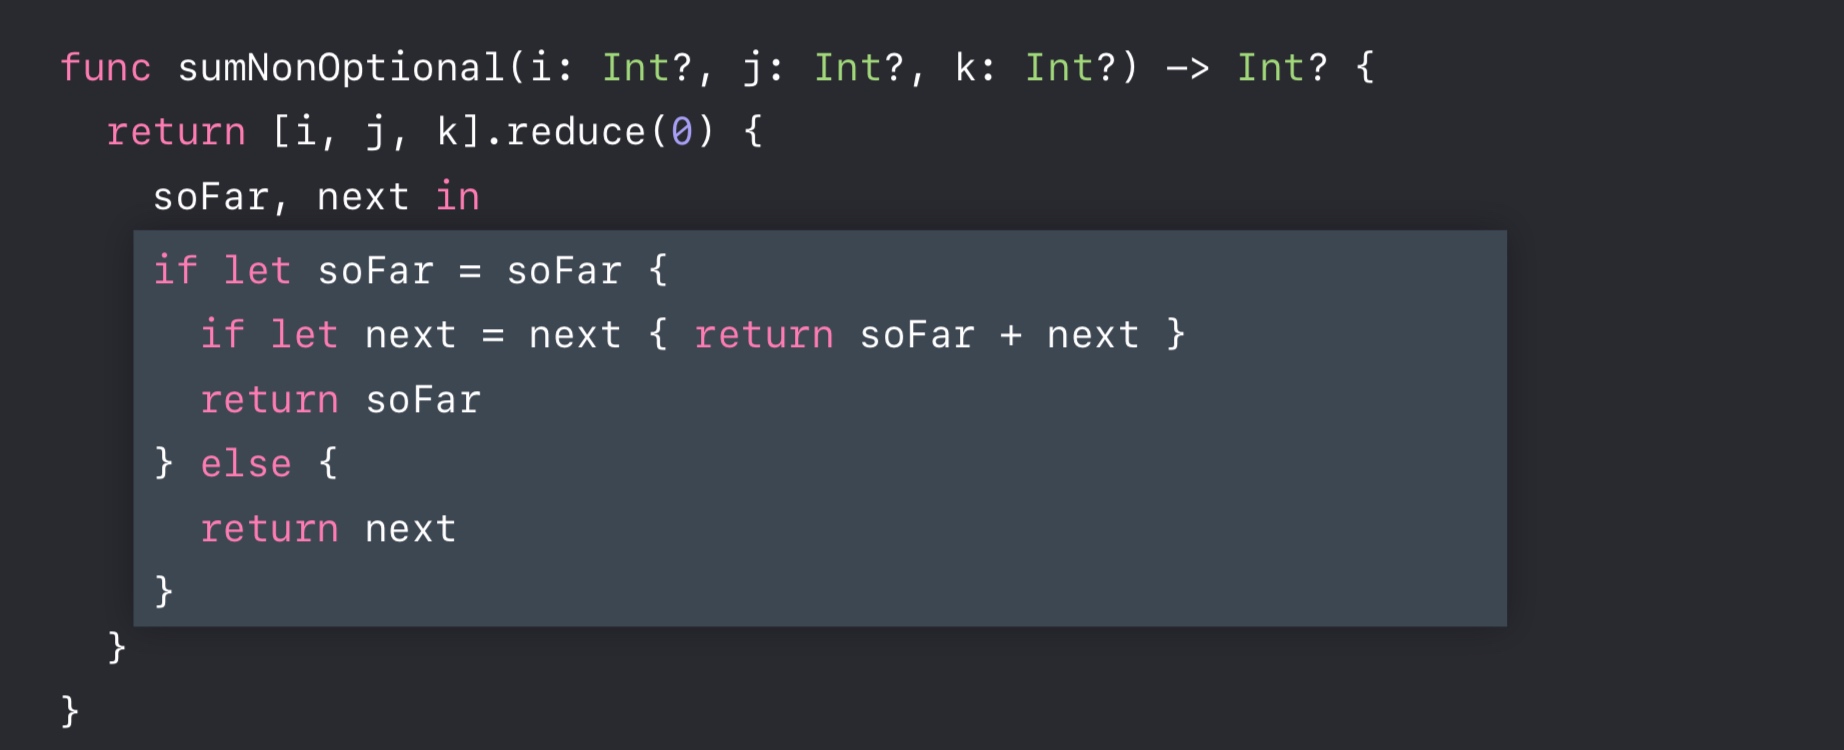 func sumNonOptional(i: Int?, j: Int?, k: Int?) -> Int? {
  return [i, j, k].reduce(0) {
    soFar, next in
    if let soFar = soFar {
      if let next = next { return soFar + next }
      return soFar
    } else {
      return next
    }
  }
}